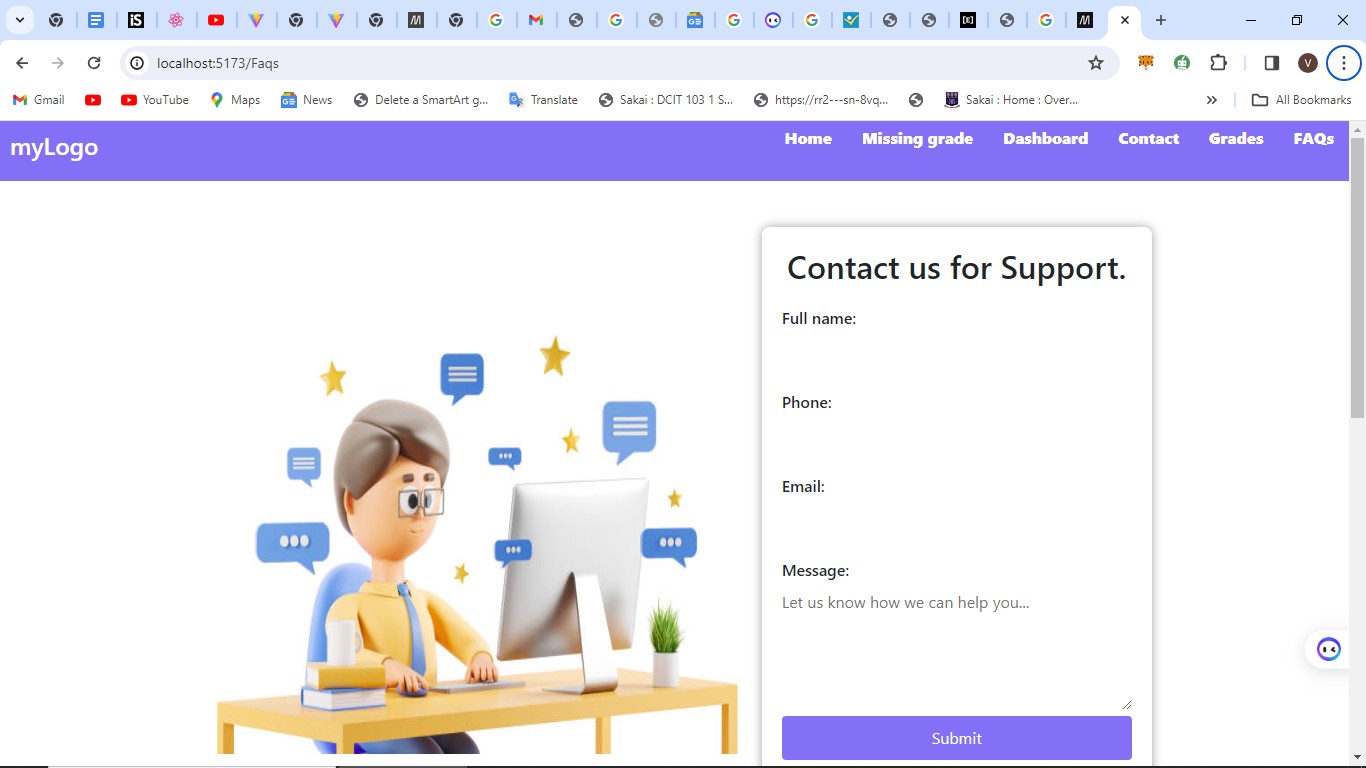 localhost:5173/Faqs
V
Gmail
YouTube
Maps
News
Delete a SmartArt g...
Translate
Sakai : DCIT 103 1 S...
https://rr2---sn-8vq...
Sakai : Home : Over...
All Bookmarks
myLogo
Home
Missing grade
Dashboard
Contact
Grades
FAQs
Contact us for Support.
Full name:
Phone:
Email:
Message:
Let us know how we can help you...
Submit